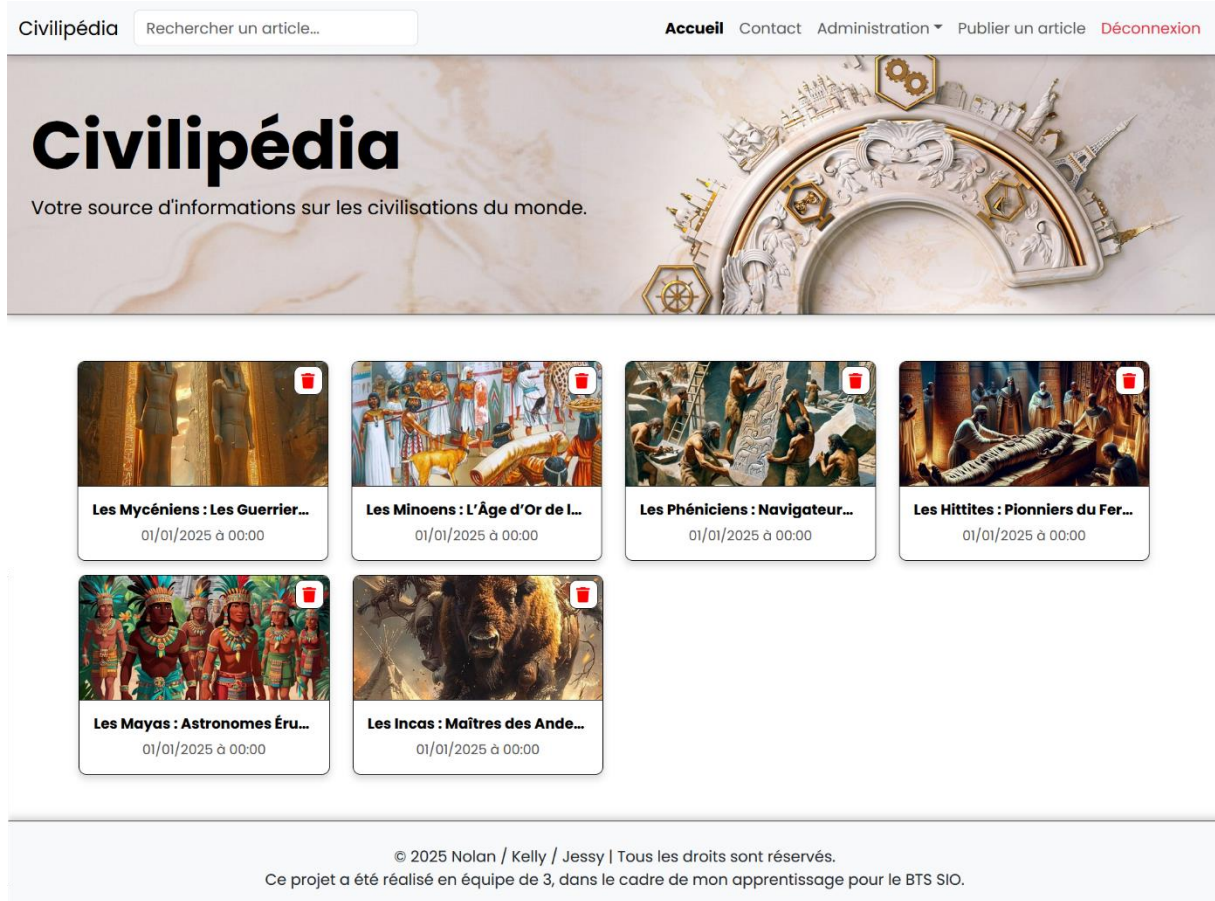 Civilipédia
Rechercher un article...
Accueil Contact Administration Publier un article Déconnexion
Civilipédia
Votre source d'informations sur les civilisations du monde.
Les Mycéniens : Les Guerrier...
01/01/2025 à 00:00
Les Minoens : L’Âge d’Or de l...
01/01/2025 à 00:00
Les Phéniciens : Navigateur...
01/01/2025 à 00:00
Les Hittites : Pionniers du Fer...
01/01/2025 à 00:00
Les Mayas : Astronomes Éru...
01/01/2025 à 00:00
Les Incas : Maîtres des Ande...
01/01/2025 à 00:00
© 2025 Nolan / Kelly / Jessy | Tous les droits sont réservés.
Ce projet a été réalisé en équipe de 3, dans le cadre de mon apprentissage pour le BTS SIO.